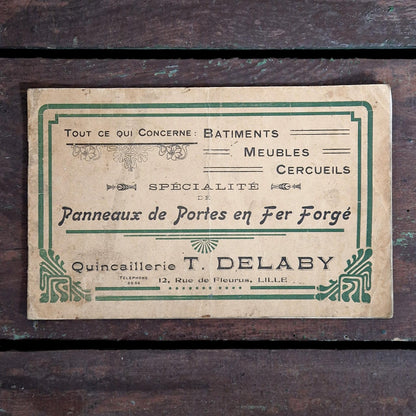 TOUT CE QUI CONCERNE: BATIMENTS
MEUBLES
CERCUEILS
SPÉCIALITÉ
DE
Panneaux de Portes en Fer Forgé
Quincaillerie T. DELABY
TÉLÉPHONE
12, Rue de Fleurus, LILLE